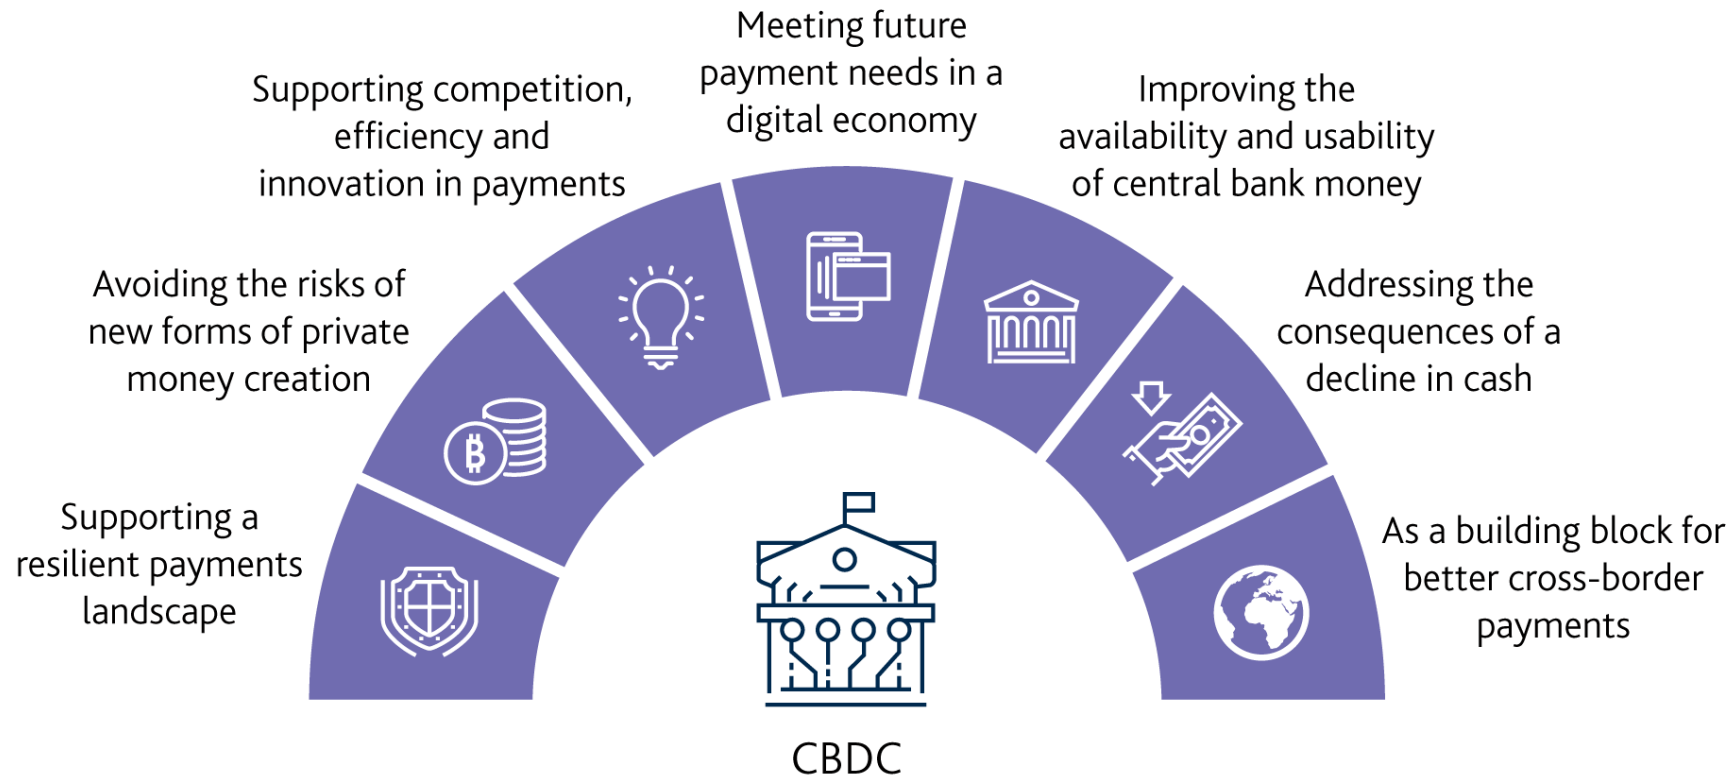 Supporting a
resilient payments
landscape
Avoiding the risks of
new forms of private
money creation
Supporting competition,
efficiency and
innovation in payments
Meeting future
payment needs in a
digital economy
Improving the
availability and usability
of central bank money
Addressing the
consequences of a
decline in cash
As a building block for
better cross-border
payments
CBDC